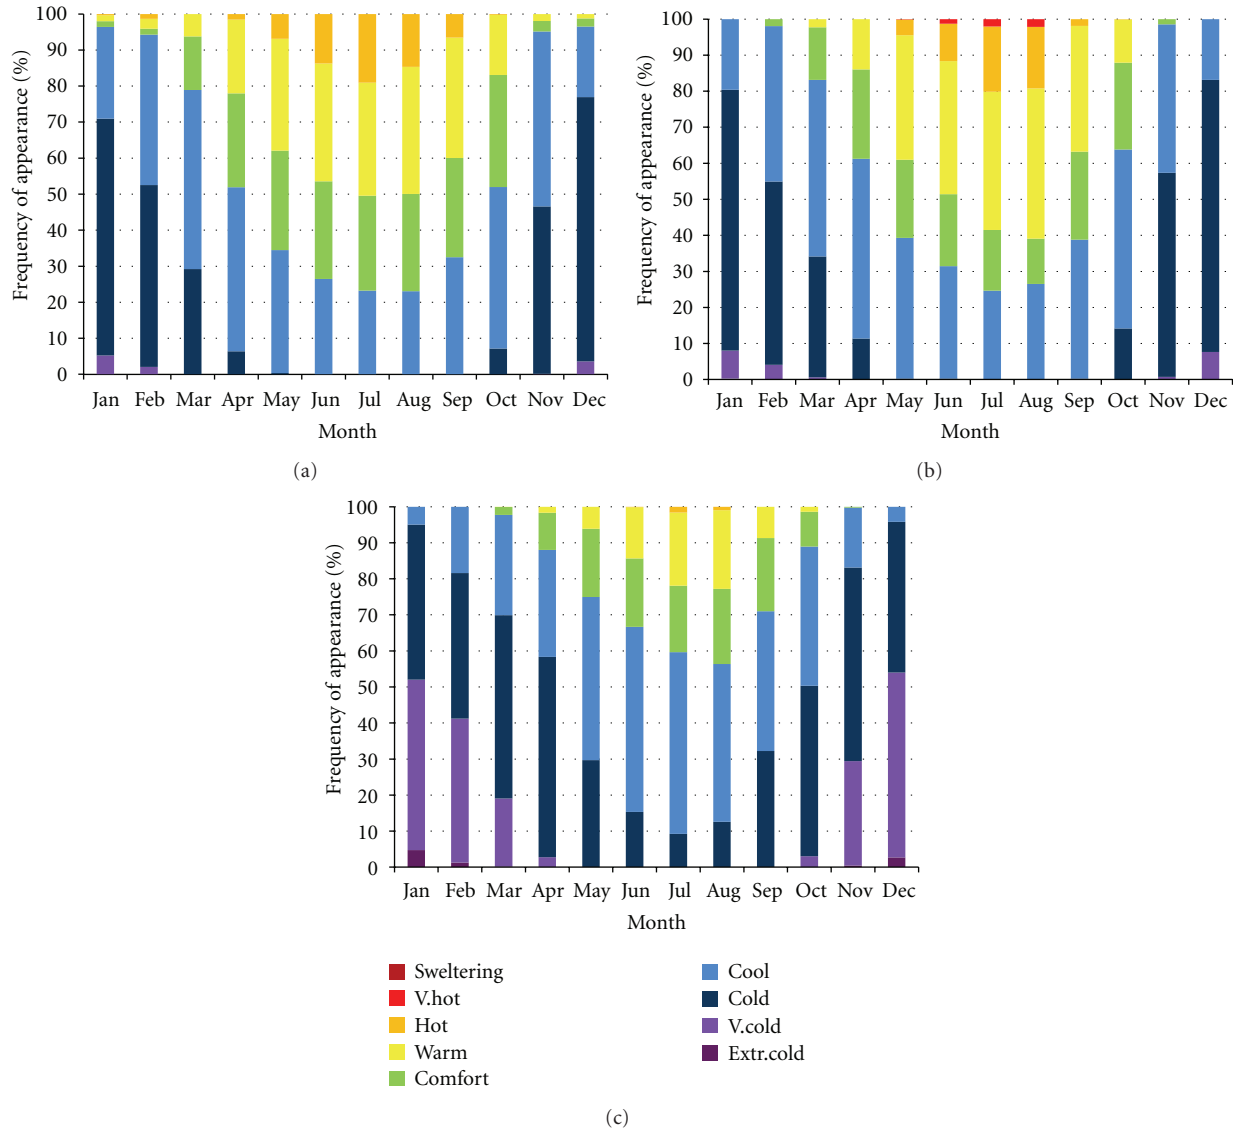 Frequency of appearance (%)
100
90
80
70
60
50
40
30
20
10
0
Jan Feb Mar Apr May Jun Jul Aug Sep Oct Nov Dec
Month
(a)
Frequency of appearance (%)
100
90
80
70
60
50
40
30
20
10
0
Jan Feb Mar Apr May Jun Jul Aug Sep Oct Nov Dec
Month
(b)
Frequency of appearance (%)
100
90
80
70
60
50
40
30
20
10
0
Jan Feb Mar Apr May Jun Jul Aug Sep Oct Nov Dec
Month
Sweltering
V.hot
Hot
Warm
Comfort
Cool
Cold
V.cold
Extr.cold
(c)